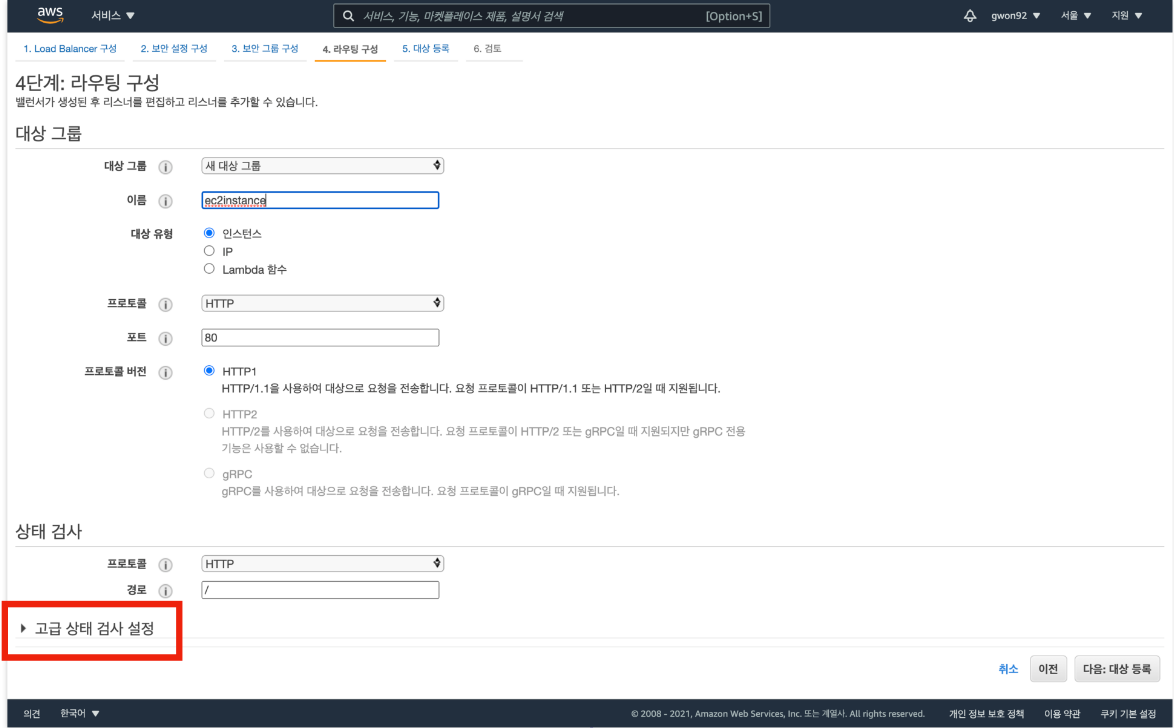 aws 서비스 ▼ 서비스, 기능, 마켓플레이스 제품, 설명서 검색 [Option+S] gwon92 ▼ 서울 ▼ 지원 ▼
1. Load Balancer 구성 2. 보안 설정 구성 3. 보안 그룹 구성 4. 라우팅 구성 5. 대상 등록 6. 검토
4단계: 라우팅 구성
밸런서가 생성된 후 리스너를 편집하고 리스너를 추가할 수 있습니다.
대상 그룹
대상 그룹 i 새 대상 그룹
이름 i ec2instance
대상 유형 인스턴스
IP
Lambda 함수
프로토콜 i HTTP
포트 i 80
프로토콜 버전 i HTTP1
HTTP/1.1을 사용하여 대상으로 요청을 전송합니다. 요청 프로토콜이 HTTP/1.1 또는 HTTP/2일 때 지원됩니다.
HTTP2
HTTP/2를 사용하여 대상으로 요청을 전송합니다. 요청 프로토콜이 HTTP/2 또는 gRPC일 때 지원되지만 gRPC 전용
기능은 사용할 수 없습니다.
gRPC
gRPC를 사용하여 대상으로 요청을 전송합니다. 요청 프로토콜이 gRPC일 때 지원됩니다.
상태 검사
프로토콜 i HTTP
경로 i /
고급 상태 검사 설정
취소 이전 다음: 대상 등록
의견 한국어 ▼ © 2008 - 2021, Amazon Web Services, Inc. 또는 계열사. All rights reserved. 개인 정보 보호 정책 이용 약관 쿠키 기본 설정